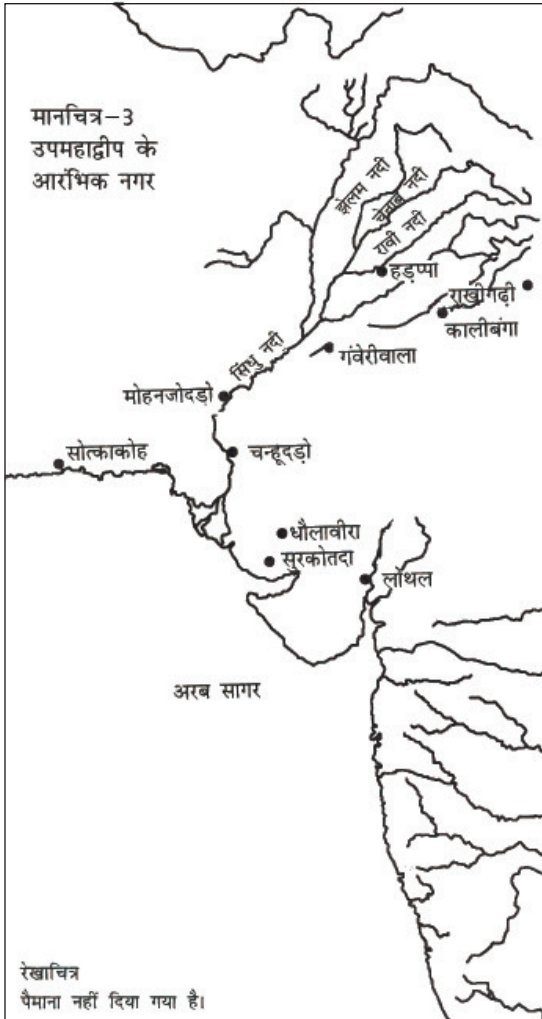 मानचित्र-3
उपमहाद्वीप के
आरंभिक नगर
झेलम नदी
चेनाब नदी
रावी नदी
हड़प्पा
राखीगढ़ी
कालीबंगा
गंवेरीवाला
सिंधु नदी
मोहनजोदड़ो
सोत्काकोह
चन्हूदड़ो
धौलावीरा
सुरकोतदा
लोथल
अरब सागर
रेखाचित्र
पैमाना नहीं दिया गया है।